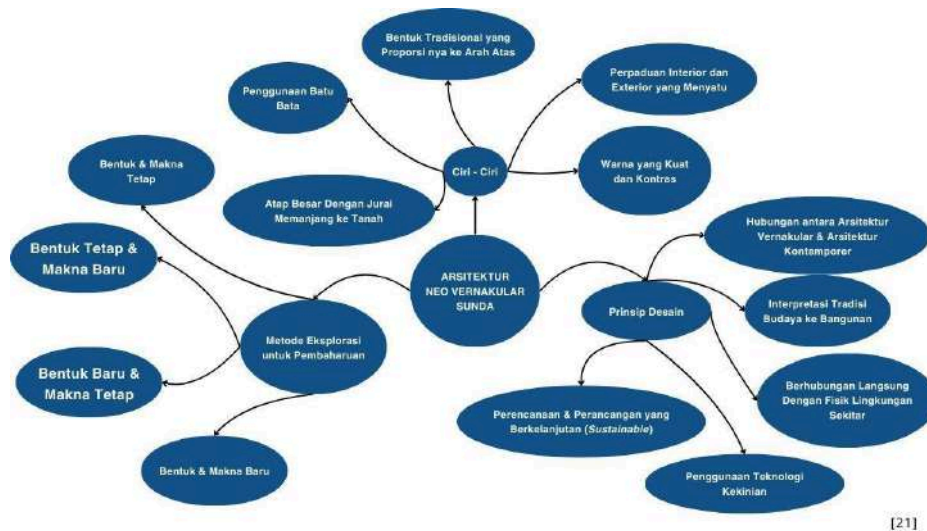 Bentuk Tradisional yang
Proporsi nya ke Arah Atas
Penggunaan Batu
Bata
Perpaduan Interior dan
Exterior yang Menyatu
Bentuk & Makna
Tetap
Ciri - Ciri
Warna yang Kuat
dan Kontras
Atap Besar Dengan Jurai
Memanjang ke Tanah
Hubungan antara Arsitektur
Vernakular & Arsitektur
Kontemporer
Bentuk Tetap &
Makna Baru
ARSITEKTUR
NEO VERNAKULAR
SUNDA
Interpretasi Tradisi
Budaya ke Bangunan
Prinsip Desain
Metode Eksplorasi
untuk Pembaharuan
Bentuk Baru &
Makna Tetap
Berhubungan Langsung
Dengan Fisik Lingkungan
Sekitar
Perencanaan & Perancangan yang
Berkelanjutan (Sustainable)
Bentuk & Makna Baru
Penggunaan Teknologi
Kekinian
[21]